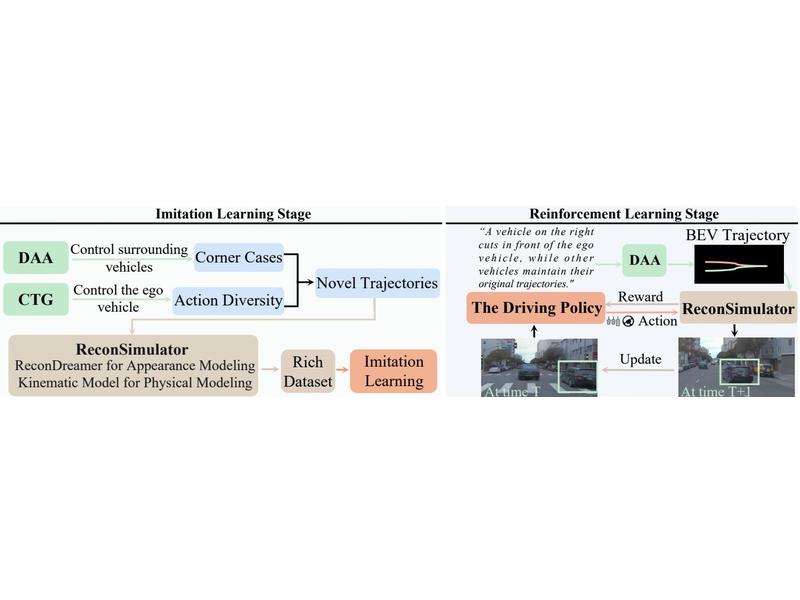 Imitation Learning Stage
DAA
Control surrounding
vehicles
Corner Cases
CTG
Control the ego
vehicle
Action Diversity
Novel Trajectories
ReconSimulator
ReconDreamer for Appearance Modeling
Kinematic Model for Physical Modeling
Rich
Dataset
Imitation
Learning
Reinforcement Learning Stage
“A vehicle on the right
cuts in front of the ego
vehicle, while other
vehicles maintain their
original trajectories."
DAA
BEV Trajectory
The Driving Policy
Reward
Action
ReconSimulator
Update
At time T
At time T+1